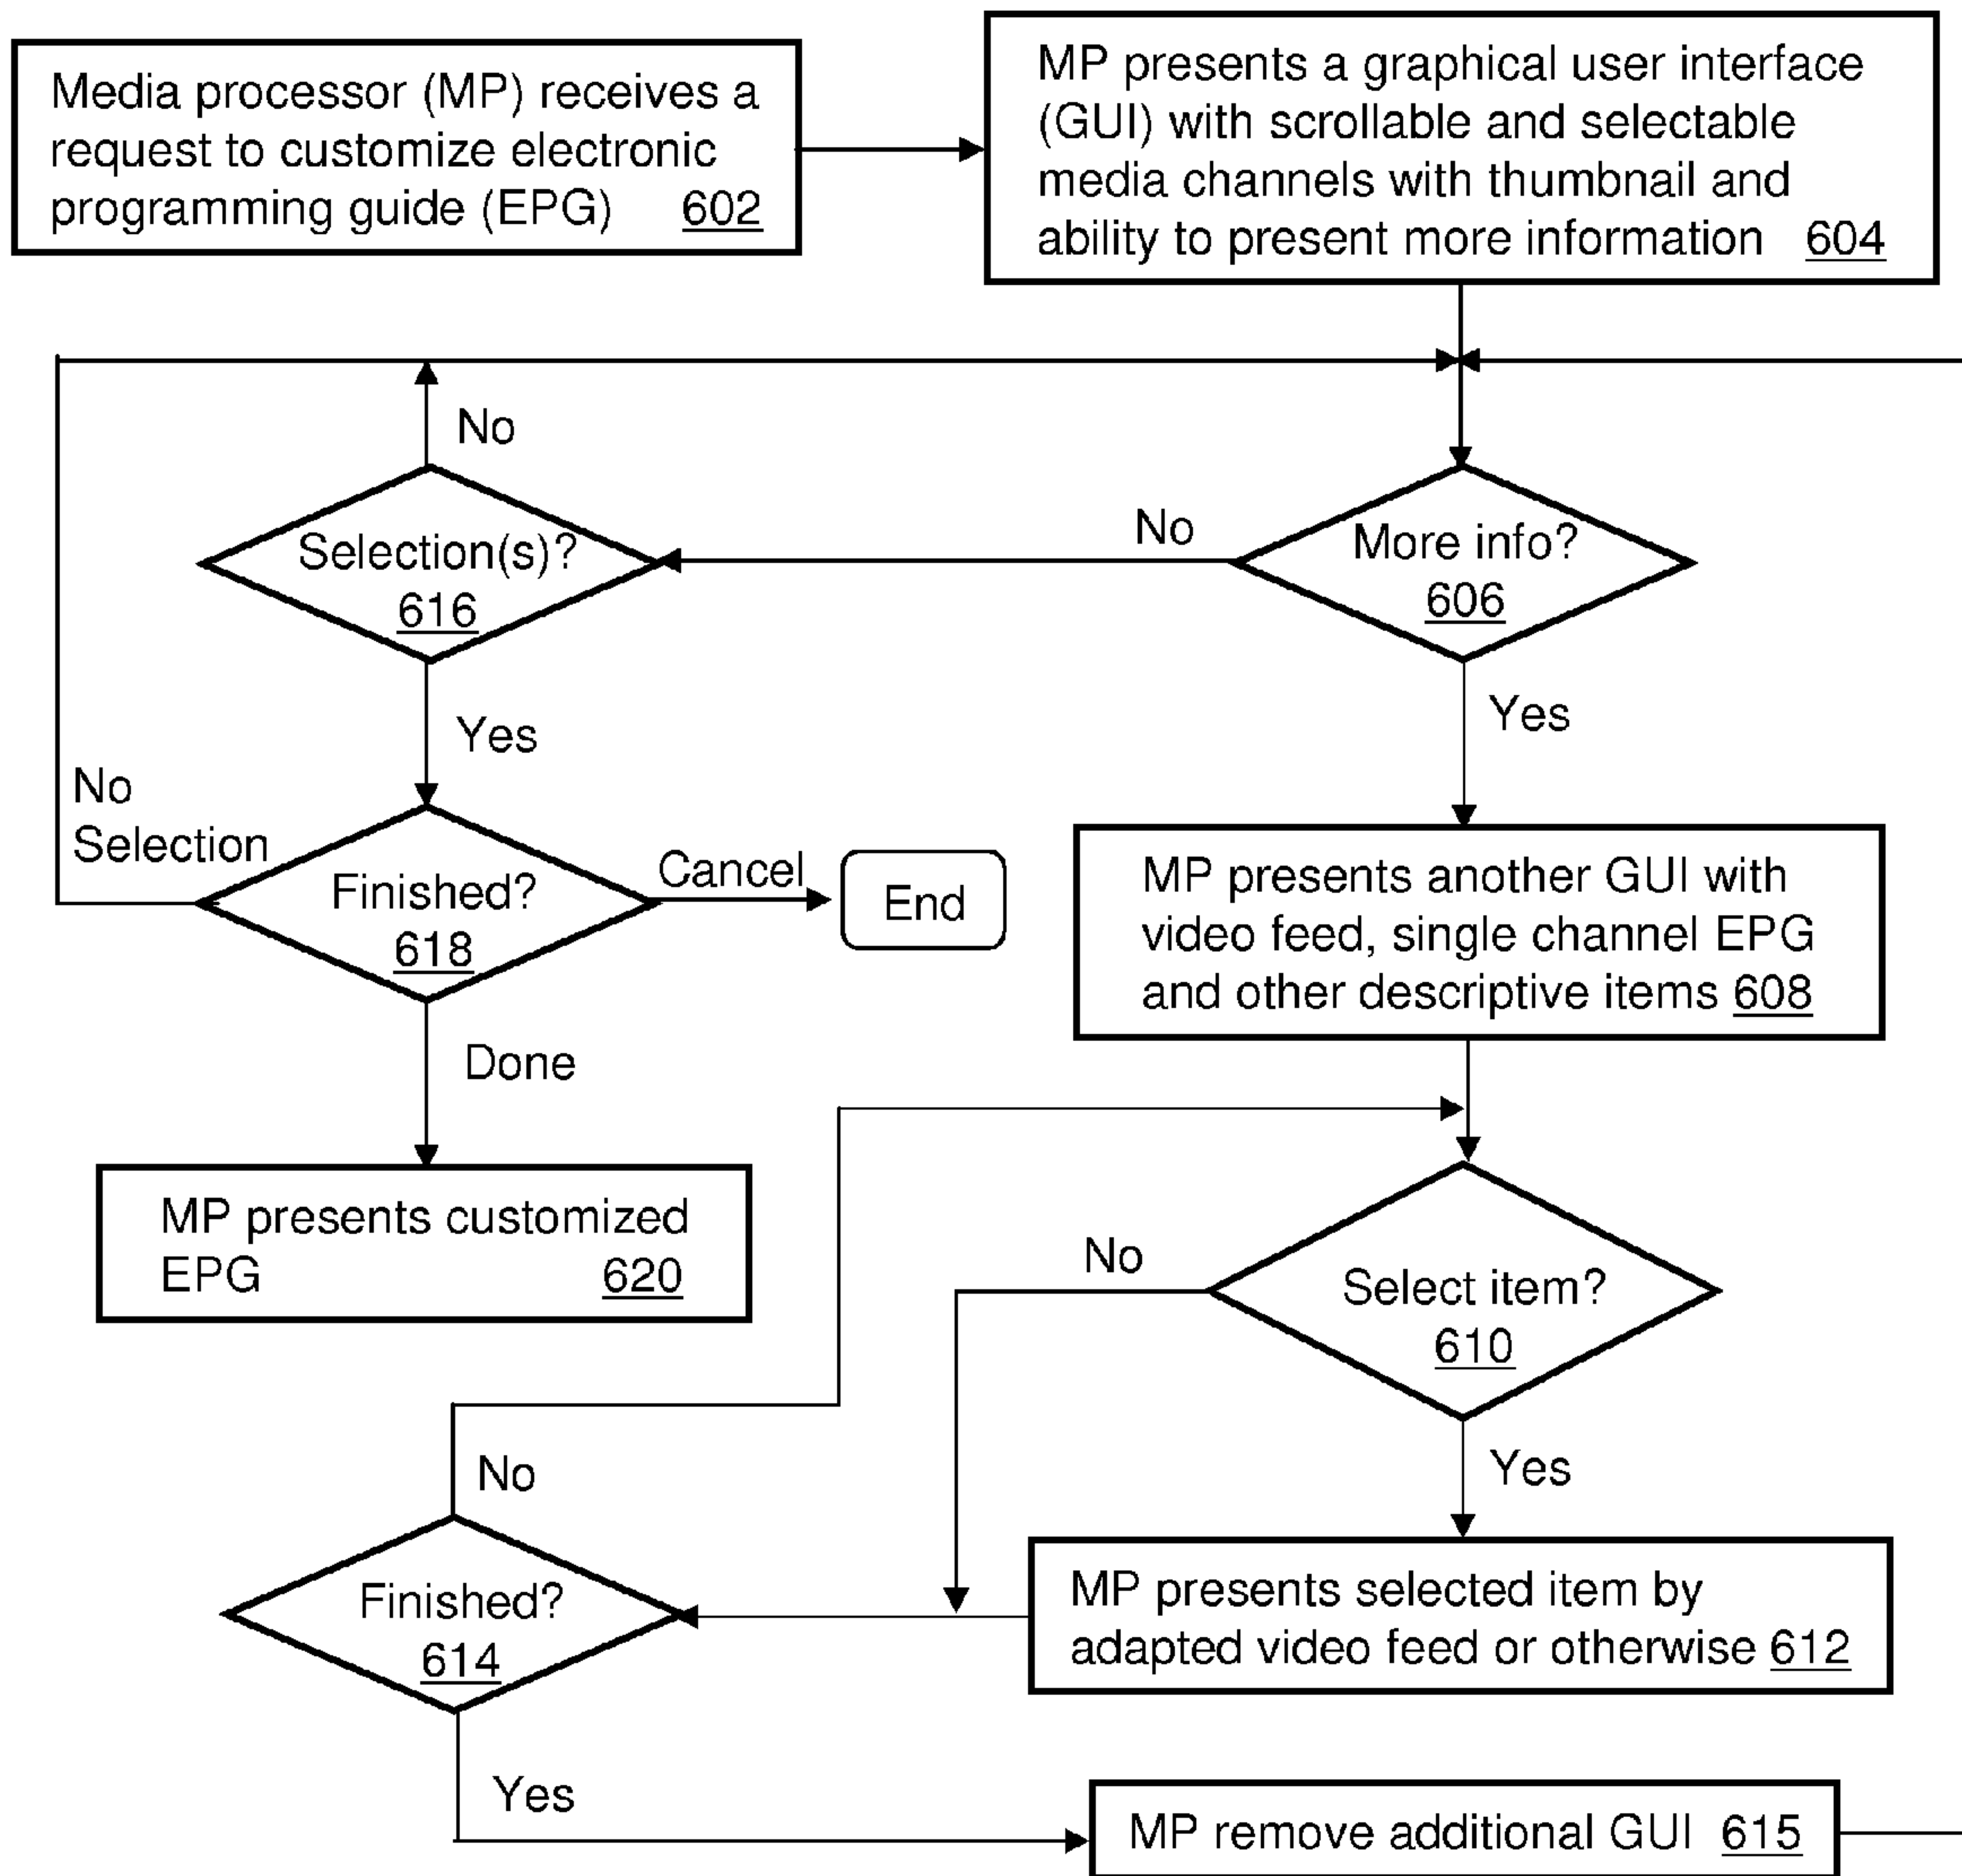 Media processor (MP) receives a
request to customize electronic
programming guide (EPG) 602
MP presents a graphical user interface
(GUI) with scrollable and selectable
media channels with thumbnail and
ability to present more information 604
No
Selection(s)?
616
No
More info?
606
Yes
Yes
No
Selection
Finished?
618
Cancel
End
MP presents another GUI with
video feed, single channel EPG
and other descriptive items 608
Done
MP presents customized
EPG 620
No
Select item?
610
Yes
No
Finished?
614
MP presents selected item by
adapted video feed or otherwise 612
Yes
MP remove additional GUI 615